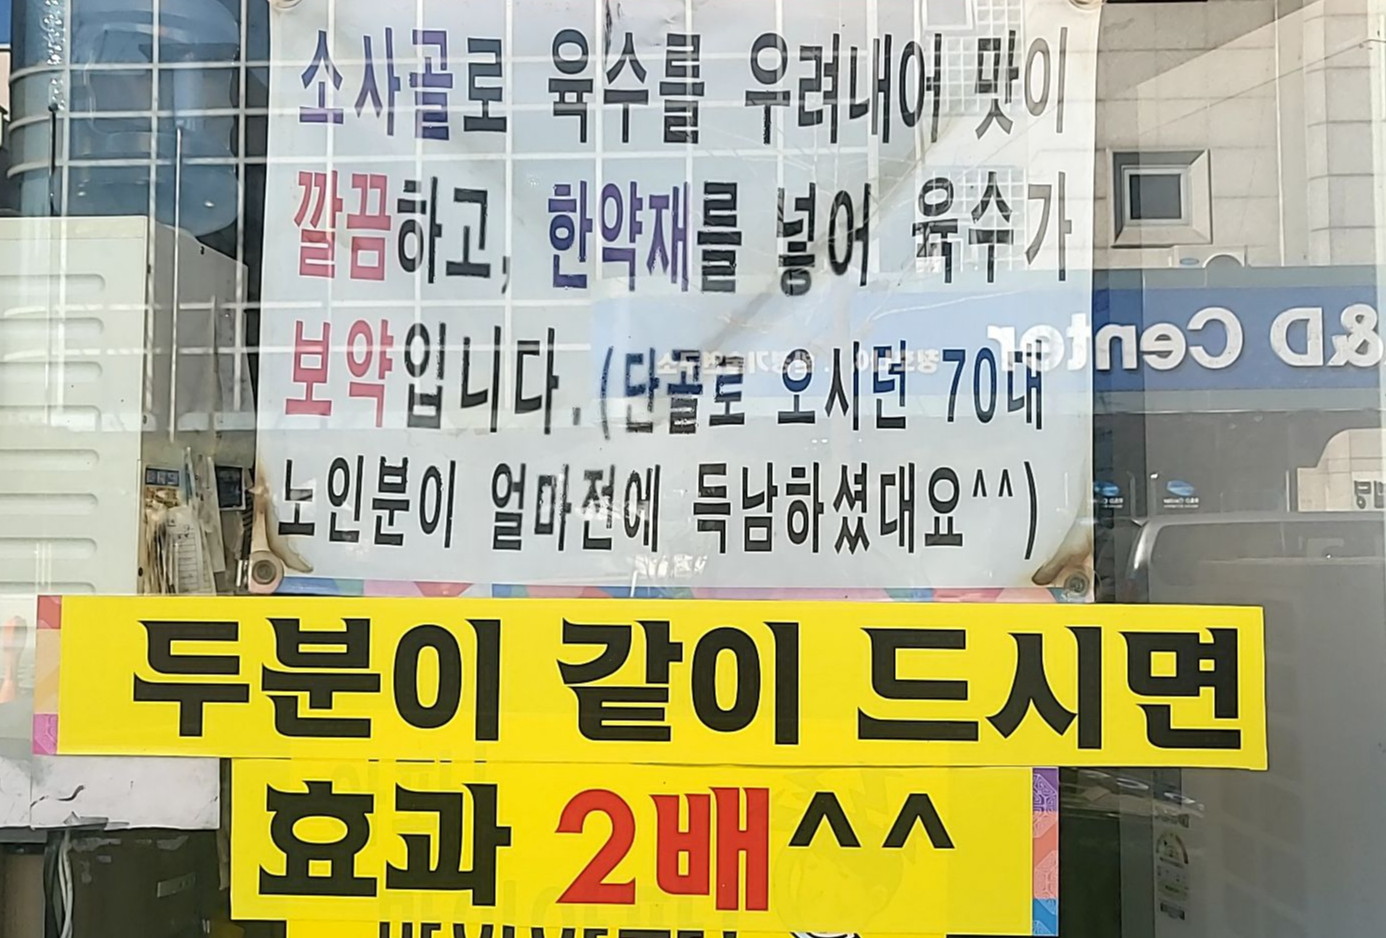 소사골로 육수를 우려내어 맛이
깔끔하고, 한약재를 넣어 육수가
보약입니다.(단골로 오시던 70대
노인분이 얼마전에 득남하셨대요^^)
&D Center
두분이 같이 드시면
효과 2배^^